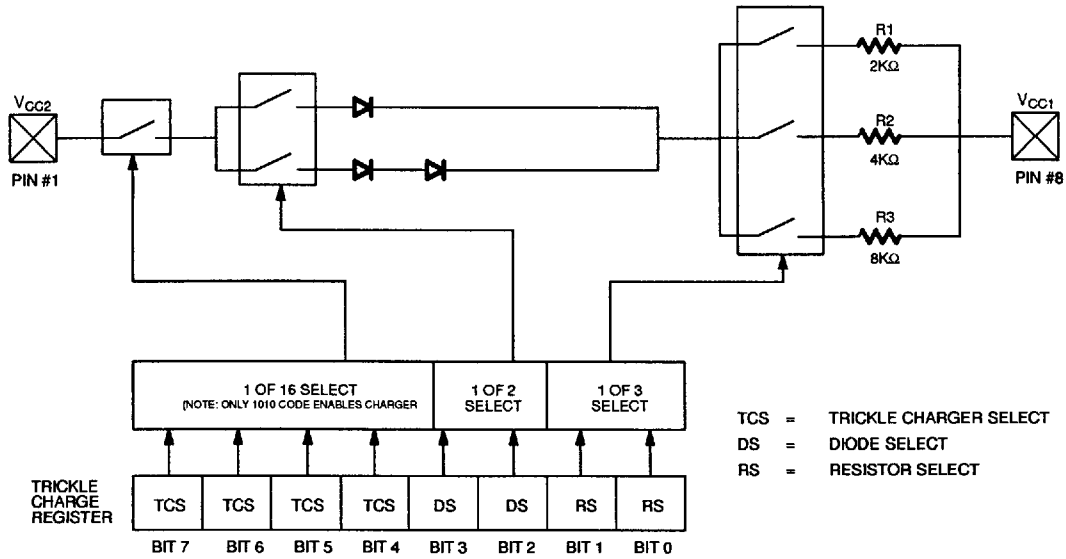 R1
2KΩ
VCC2
VCC1
R2
4KΩ
PIN #1
PIN #8
R3
8KΩ
1 OF 16 SELECT
(NOTE: ONLY 1010 CODE ENABLES CHARGER
1 OF 2
SELECT
1 OF 3
SELECT
TCS = TRICKLE CHARGER SELECT
DS = DIODE SELECT
RS = RESISTOR SELECT
TRICKLE
CHARGE
REGISTER
TCS TCS TCS TCS DS DS RS RS
BIT 7 BIT 6 BIT 5 BIT 4 BIT 3 BIT 2 BIT 1 BIT 0